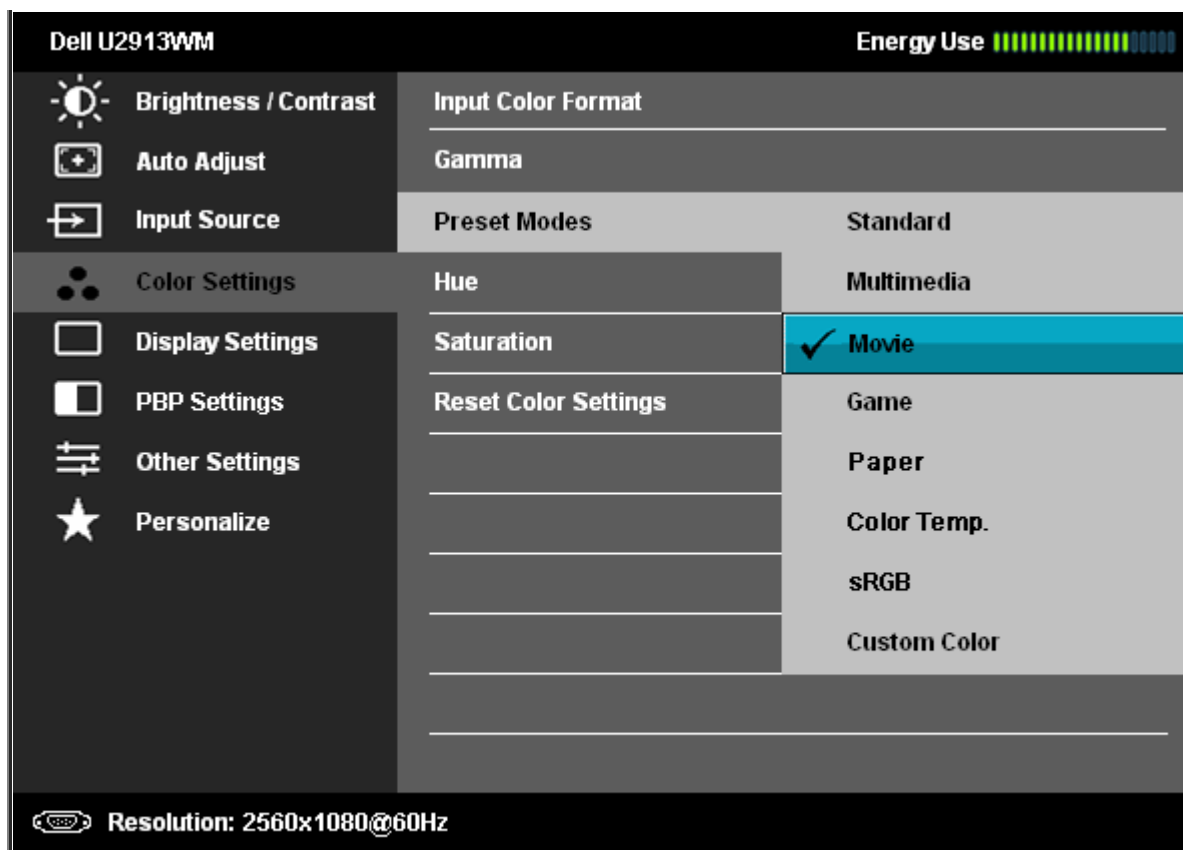 Dell U2913WM Energy Use
Brightness / Contrast Input Color Format
Auto Adjust Gamma
Input Source Preset Modes Standard
Color Settings Hue Multimedia
Display Settings Saturation Movie
PBP Settings Reset Color Settings Game
Other Settings Paper
Personalize Color Temp.
sRGB
Custom Color
Resolution: 2560x1080@60Hz